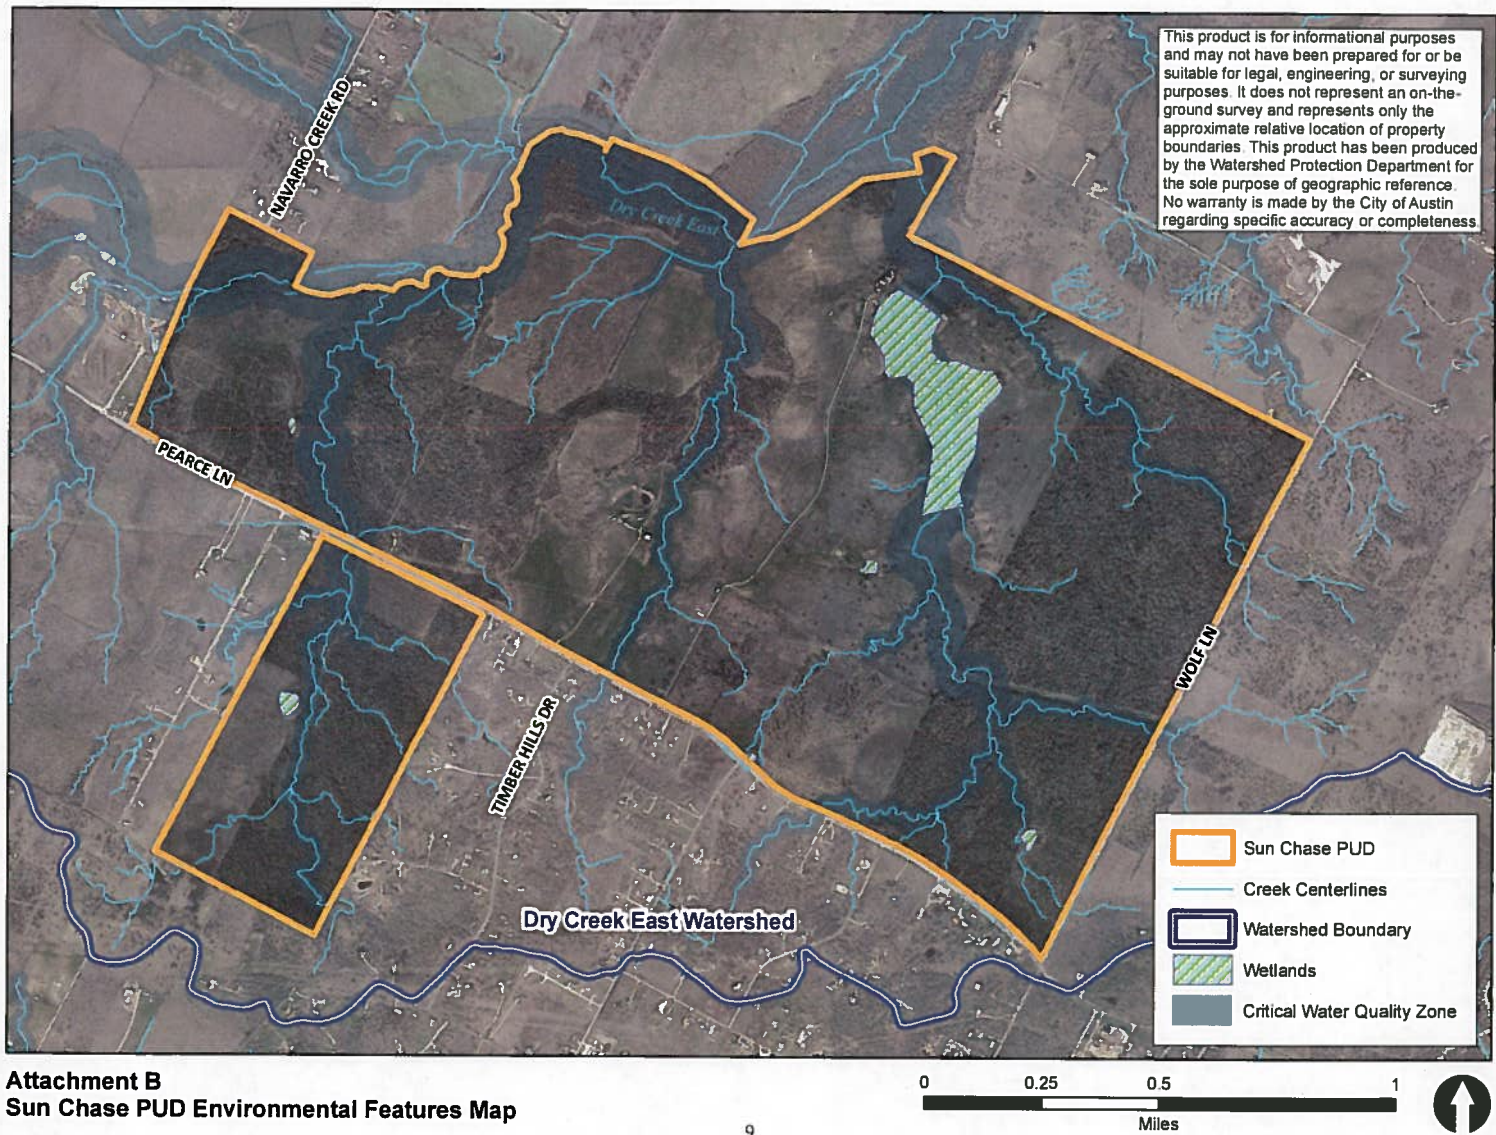 This product is for informational purposes
and may not have been prepared for or be
suitable for legal, engineering, or surveying
purposes. It does not represent an on-the-
ground survey and represents only the
approximate relative location of property
boundaries. This product has been produced
by the Watershed Protection Department for
the sole purpose of geographic reference.
No warranty is made by the City of Austin
regarding specific accuracy or completeness.
NAVARRO CREEK RD
Dry Creek East
PEARCE LN
WOLF LN
TIMBER HILLS DR
Dry Creek East Watershed
Sun Chase PUD
Creek Centerlines
Watershed Boundary
Wetlands
Critical Water Quality Zone
Attachment B
Sun Chase PUD Environmental Features Map
0 0.25 0.5 1
Miles
9